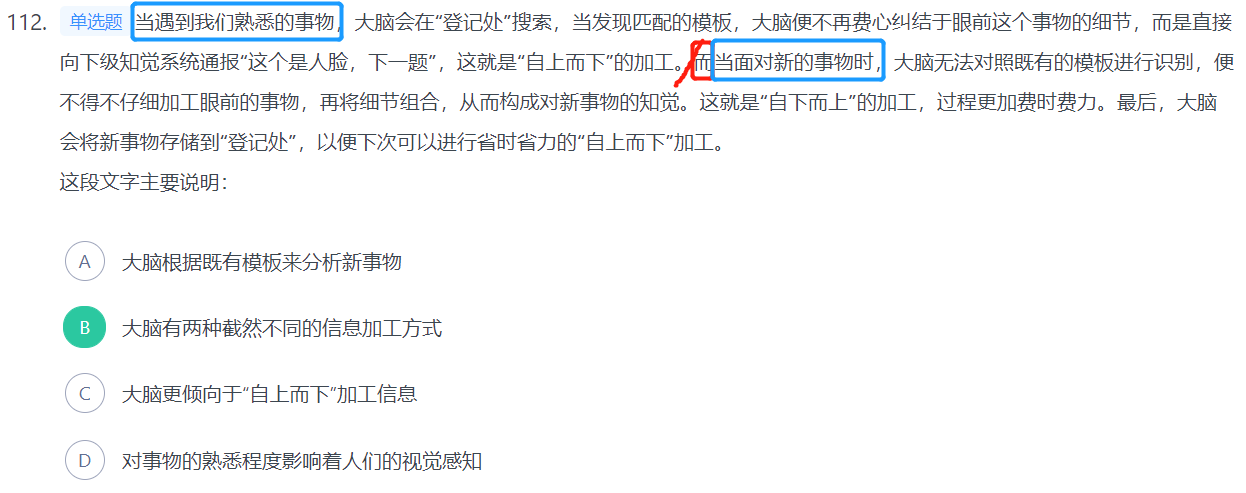 112. 单选题 当遇到我们熟悉的事物，大脑会在“登记处”搜索，当发现匹配的模板，大脑便不再费心纠结于眼前这个事物的细节，而是直接
向下级知觉系统通报“这个是人脸，下一题”，这就是“自上而下”的加工。而当面对新的事物时，大脑无法对照既有的模板进行识别，便
不得不仔细加工眼前的事物，再将细节组合，从而构成对新事物的知觉。这就是“自下而上”的加工，过程更加费时费力。最后，大脑
会将新事物存储到“登记处”，以便下次可以进行省时省力的“自上而下”加工。
这段文字主要说明：
A 大脑根据既有模板来分析新事物
B 大脑有两种截然不同的信息加工方式
C 大脑更倾向于“自上而下”加工信息
D 对事物的熟悉程度影响着人们的视觉感知